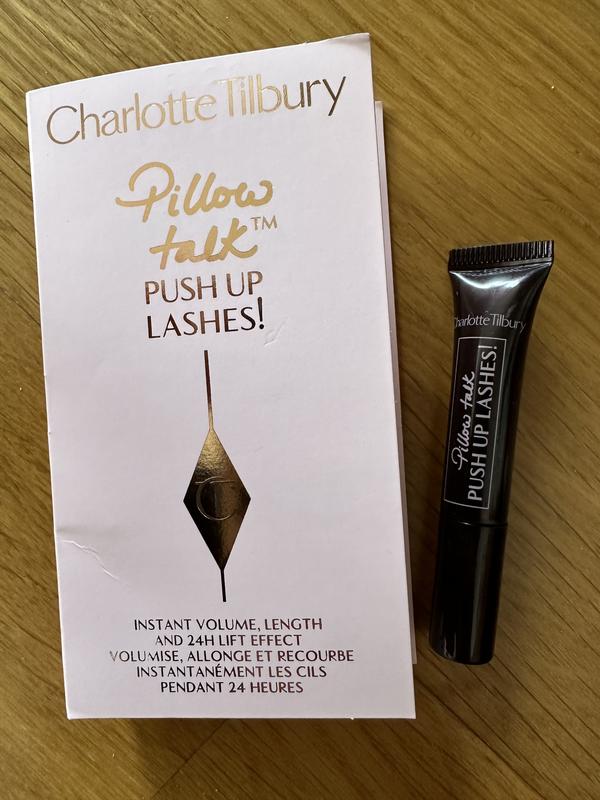 Charlotte Tilbury
Pillow
talk™
PUSH UP
LASHES!
C
INSTANT VOLUME, LENGTH
AND 24H LIFT EFFECT
VOLUMISE, ALLONGE ET RECOURBE
INSTANTANÉMENT LES CILS
PENDANT 24 HEURES
Charlotte Tilbury
Pillow talk
PUSH UP LASHES!